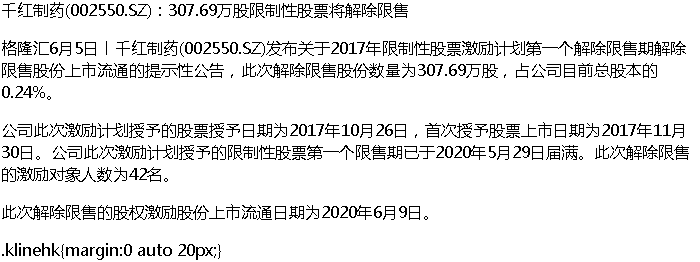 千红制药(002550.SZ)：307.69万股限制性股票将解除限售
格隆汇6月5日丨千红制药(002550.SZ)发布关于2017年限制性股票激励计划第一个解除限售期解除
限售股份上市流通的提示性公告，此次解除限售股份数量为307.69万股，占公司目前总股本的
0.24%。
公司此次激励计划授予的股票授予日期为2017年10月26日，首次授予股票上市日期为2017年11月
30日。公司此次激励计划授予的限制性股票第一个限售期已于2020年5月29日届满。此次解除限售
的激励对象人数为42名。
此次解除限售的股权激励股份上市流通日期为2020年6月9日。
.klinehk{margin:0 auto 20px;}